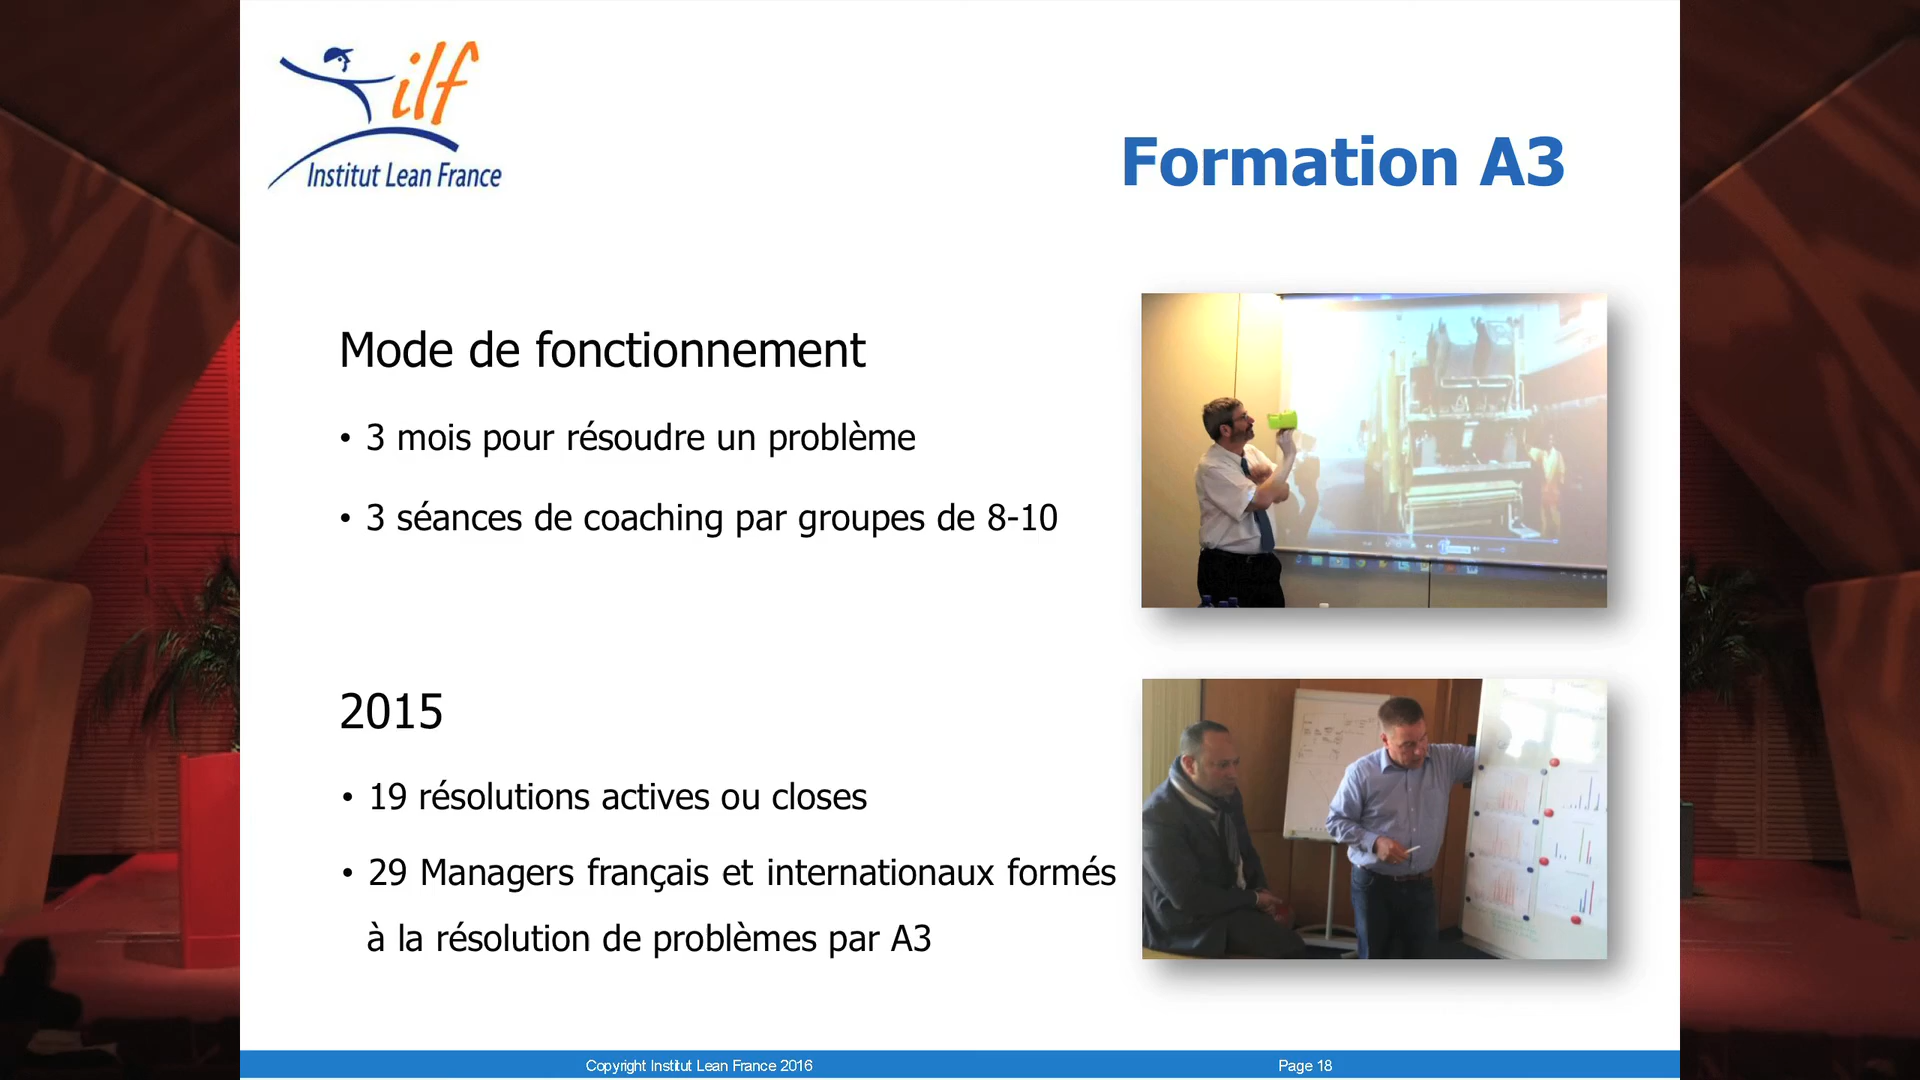 ilf
Institut Lean France
Formation A3
Mode de fonctionnement
• 3 mois pour résoudre un problème
• 3 séances de coaching par groupes de 8-10
2015
• 19 résolutions actives ou closes
• 29 Managers français et internationaux formés
à la résolution de problèmes par A3
Copyright Institut Lean France 2016
Page 18